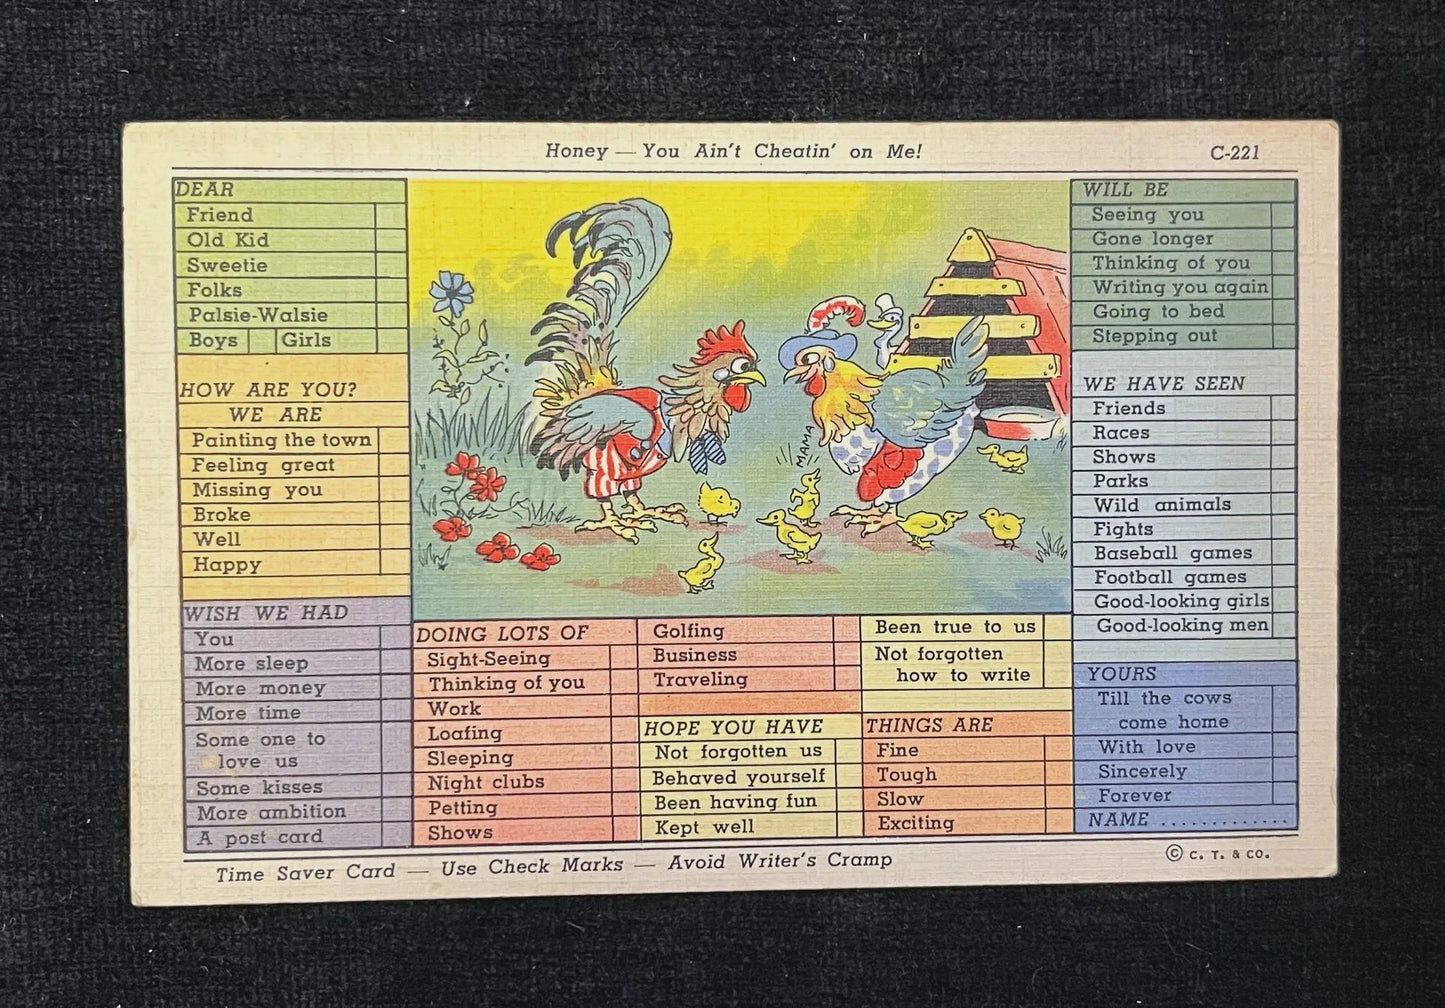 Honey — You Ain't Cheatin' on Me!
C-221
DEAR
Friend
Old Kid
Sweetie
Folks
Palsie-Walsie
Boys Girls
HOW ARE YOU?
WE ARE
Painting the town
Feeling great
Missing you
Broke
Well
Happy
WISH WE HAD
You
More sleep
More money
More time
Some one to
love us
Some kisses
More ambition
A post card
MAMA
DOING LOTS OF
Sight-Seeing
Thinking of you
Work
Loafing
Sleeping
Night clubs
Petting
Shows
Golfing
Business
Traveling
HOPE YOU HAVE
Not forgotten us
Behaved yourself
Been having fun
Kept well
Been true to us
Not forgotten
how to write
THINGS ARE
Fine
Tough
Slow
Exciting
WILL BE
Seeing you
Gone longer
Thinking of you
Writing you again
Going to bed
Stepping out
WE HAVE SEEN
Friends
Races
Shows
Parks
Wild animals
Fights
Baseball games
Football games
Good-looking girls
Good-looking men
YOURS
Till the cows
come home
With love
Sincerely
Forever
NAME .............
Time Saver Card — Use Check Marks — Avoid Writer's Cramp
© C. T. & CO.